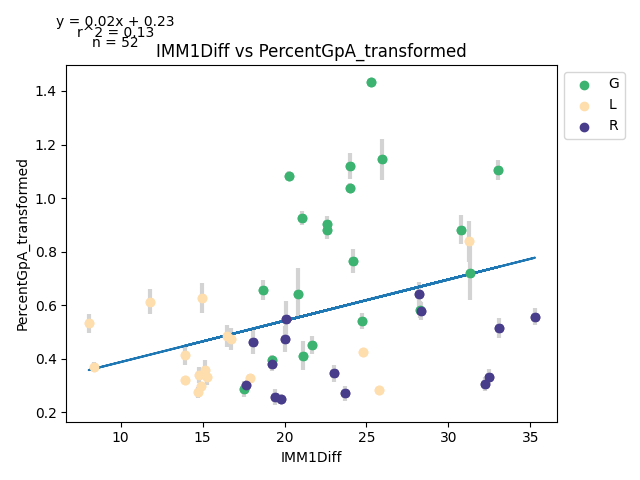 y = 0.02x + 0.23
r^2 = 0.13
n = 52
IMM1Diff vs PercentGpA_transformed
G
L
R
PercentGpA_transformed
1.4
1.2
1.0
0.8
0.6
0.4
0.2
10 15 20 25 30 35
IMM1Diff